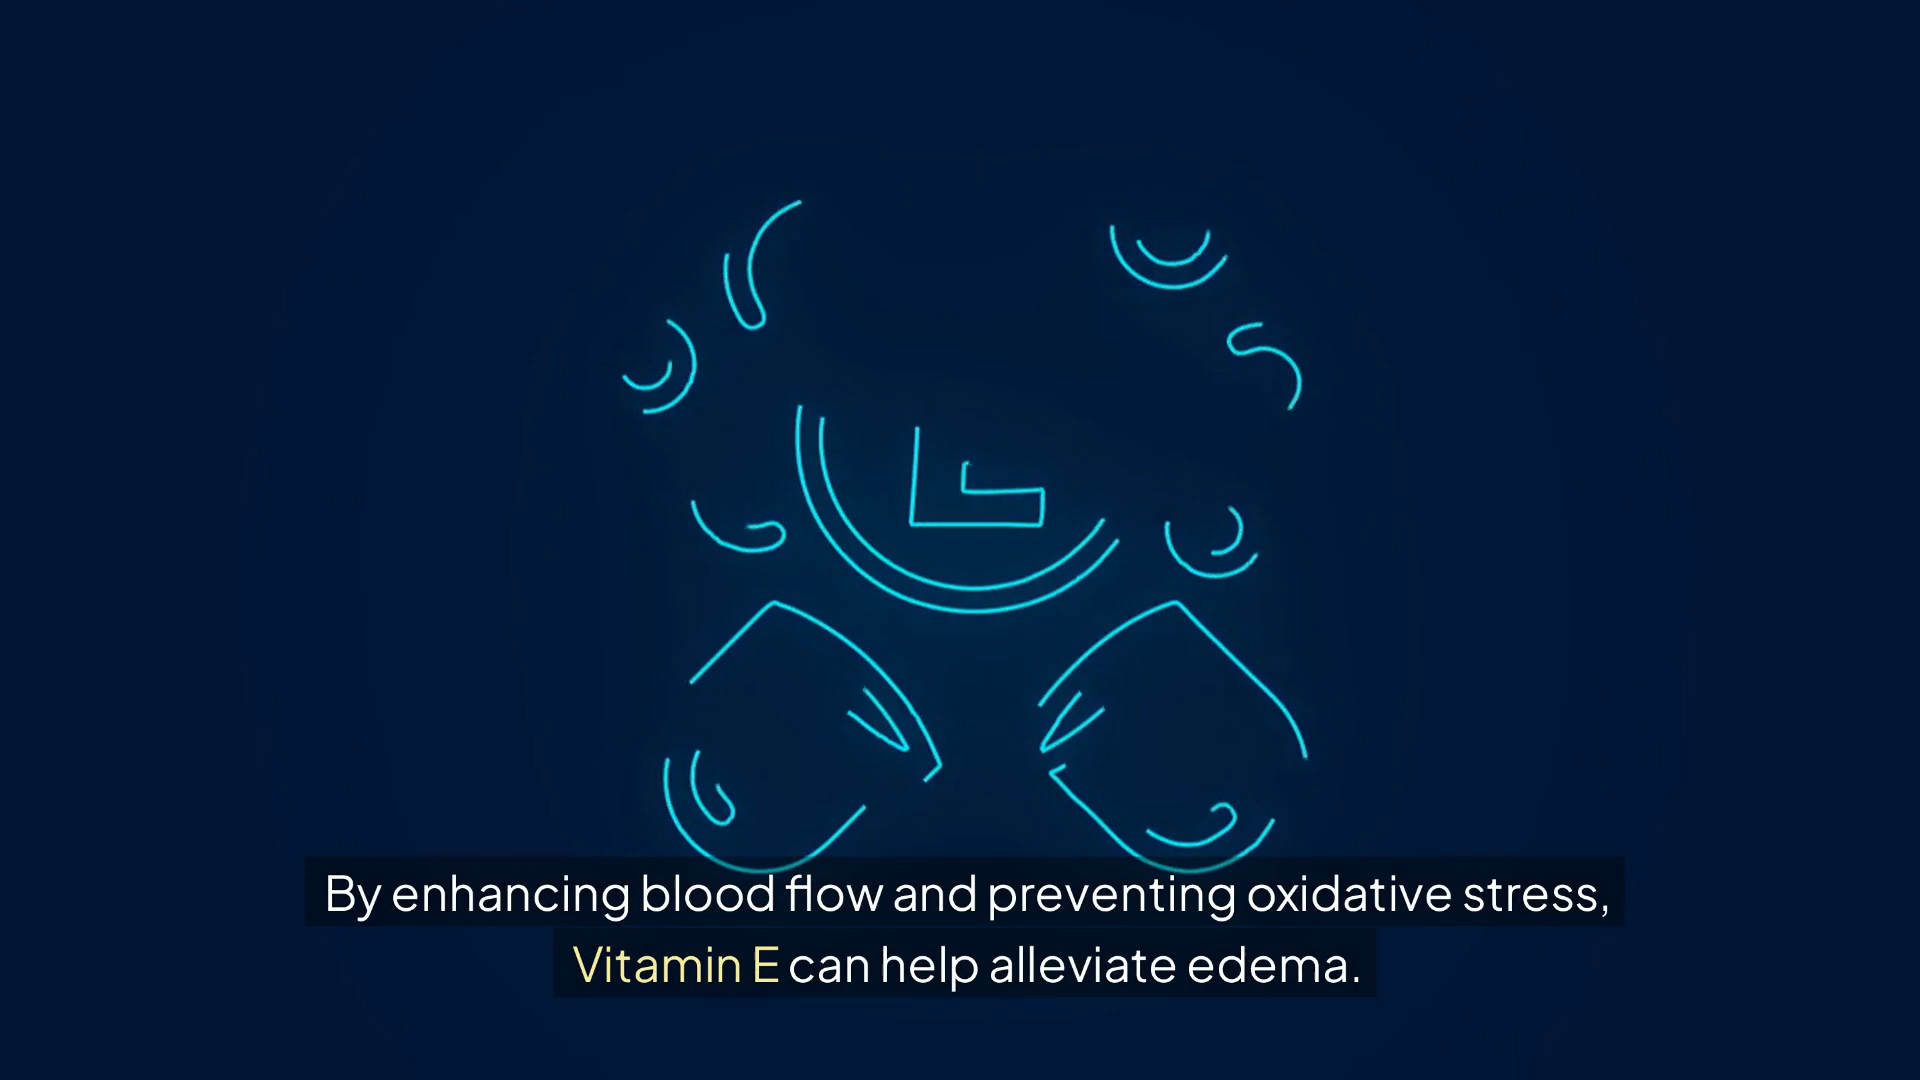 By enhancing blood flow and preventing oxidative stress,
Vitamin E can help alleviate edema.